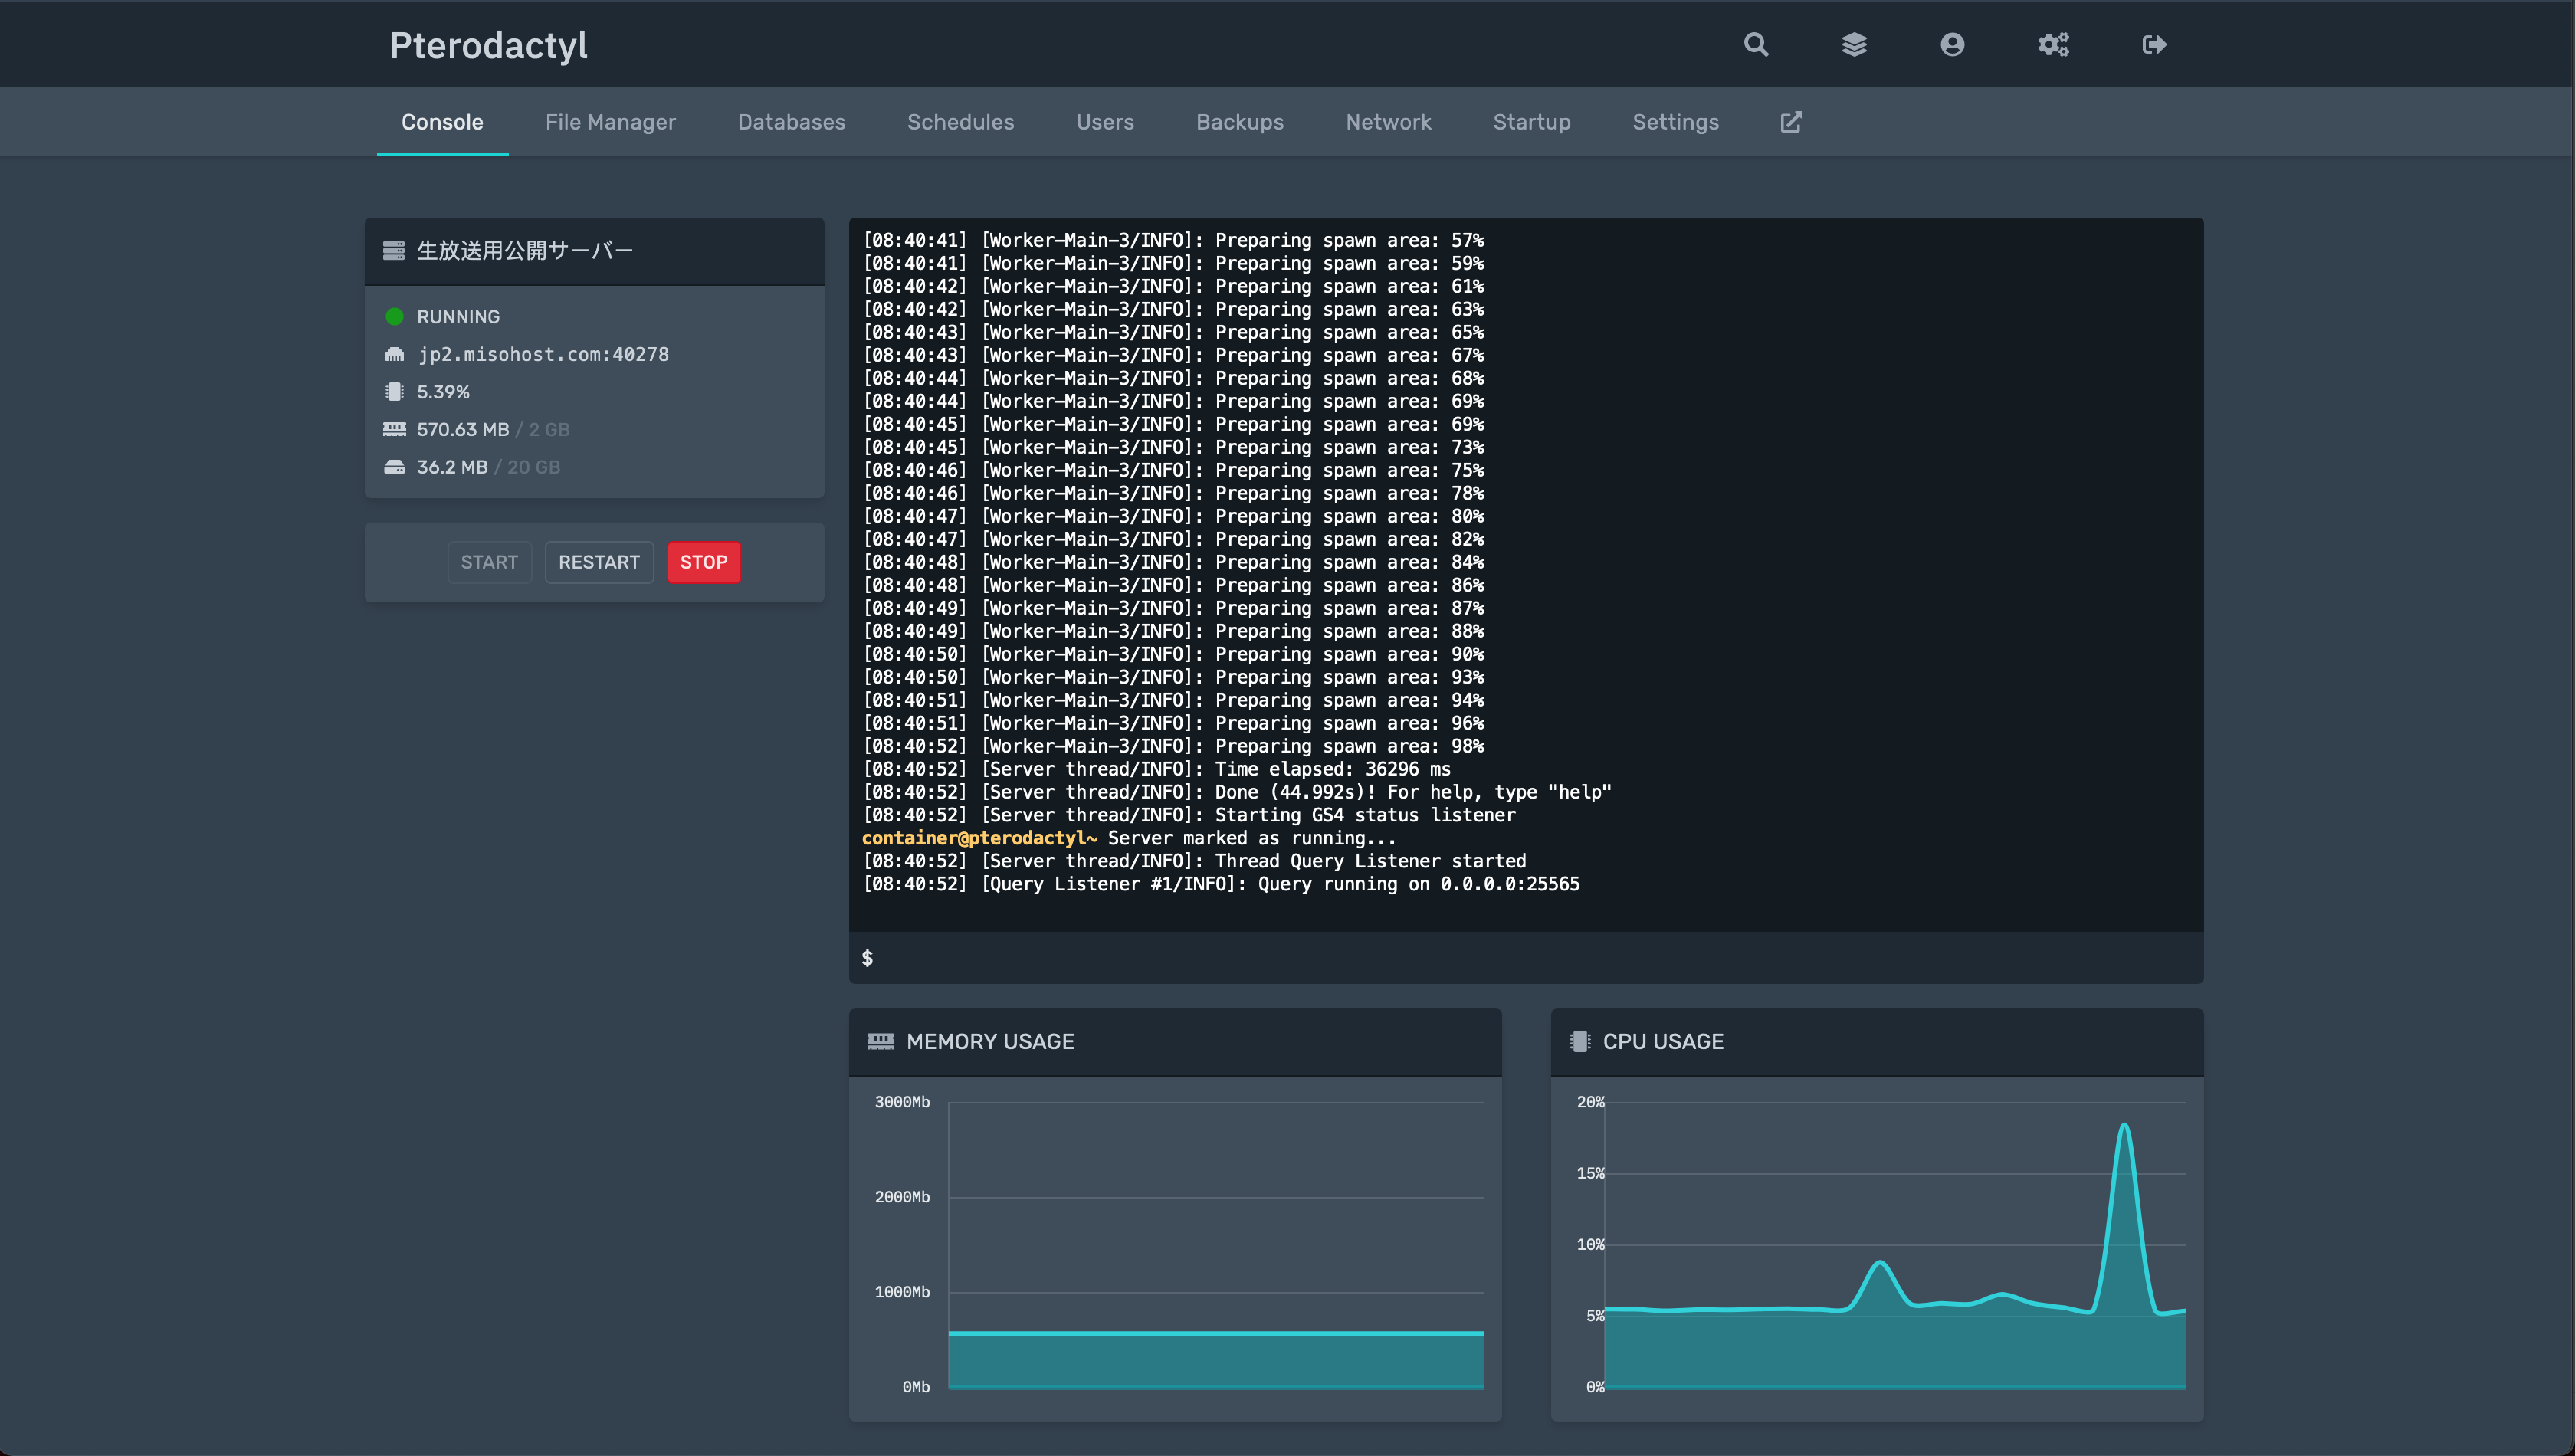 Pterodactyl
Console File Manager Databases Schedules Users Backups Network Startup Settings
生放送用公開サーバー
RUNNING
jp2.misohost.com:40278
5.39%
570.63 MB / 2 GB
36.2 MB / 20 GB
START RESTART STOP
[08:40:41] [Worker-Main-3/INFO]: Preparing spawn area: 57%
[08:40:41] [Worker-Main-3/INFO]: Preparing spawn area: 59%
[08:40:42] [Worker-Main-3/INFO]: Preparing spawn area: 61%
[08:40:42] [Worker-Main-3/INFO]: Preparing spawn area: 63%
[08:40:43] [Worker-Main-3/INFO]: Preparing spawn area: 65%
[08:40:43] [Worker-Main-3/INFO]: Preparing spawn area: 67%
[08:40:44] [Worker-Main-3/INFO]: Preparing spawn area: 68%
[08:40:44] [Worker-Main-3/INFO]: Preparing spawn area: 69%
[08:40:45] [Worker-Main-3/INFO]: Preparing spawn area: 69%
[08:40:45] [Worker-Main-3/INFO]: Preparing spawn area: 73%
[08:40:46] [Worker-Main-3/INFO]: Preparing spawn area: 75%
[08:40:46] [Worker-Main-3/INFO]: Preparing spawn area: 78%
[08:40:47] [Worker-Main-3/INFO]: Preparing spawn area: 80%
[08:40:47] [Worker-Main-3/INFO]: Preparing spawn area: 82%
[08:40:48] [Worker-Main-3/INFO]: Preparing spawn area: 84%
[08:40:48] [Worker-Main-3/INFO]: Preparing spawn area: 86%
[08:40:49] [Worker-Main-3/INFO]: Preparing spawn area: 87%
[08:40:49] [Worker-Main-3/INFO]: Preparing spawn area: 88%
[08:40:50] [Worker-Main-3/INFO]: Preparing spawn area: 90%
[08:40:50] [Worker-Main-3/INFO]: Preparing spawn area: 93%
[08:40:51] [Worker-Main-3/INFO]: Preparing spawn area: 94%
[08:40:51] [Worker-Main-3/INFO]: Preparing spawn area: 96%
[08:40:52] [Worker-Main-3/INFO]: Preparing spawn area: 98%
[08:40:52] [Server thread/INFO]: Time elapsed: 36296 ms
[08:40:52] [Server thread/INFO]: Done (44.992s)! For help, type "help"
[08:40:52] [Server thread/INFO]: Starting GS4 status listener
container@pterodactyl~ Server marked as running...
[08:40:52] [Server thread/INFO]: Thread Query Listener started
[08:40:52] [Query Listener #1/INFO]: Query running on 0.0.0.0:25565
$
MEMORY USAGE
3000Mb
2000Mb
1000Mb
0Mb
CPU USAGE
20%
15%
10%
5%
0%